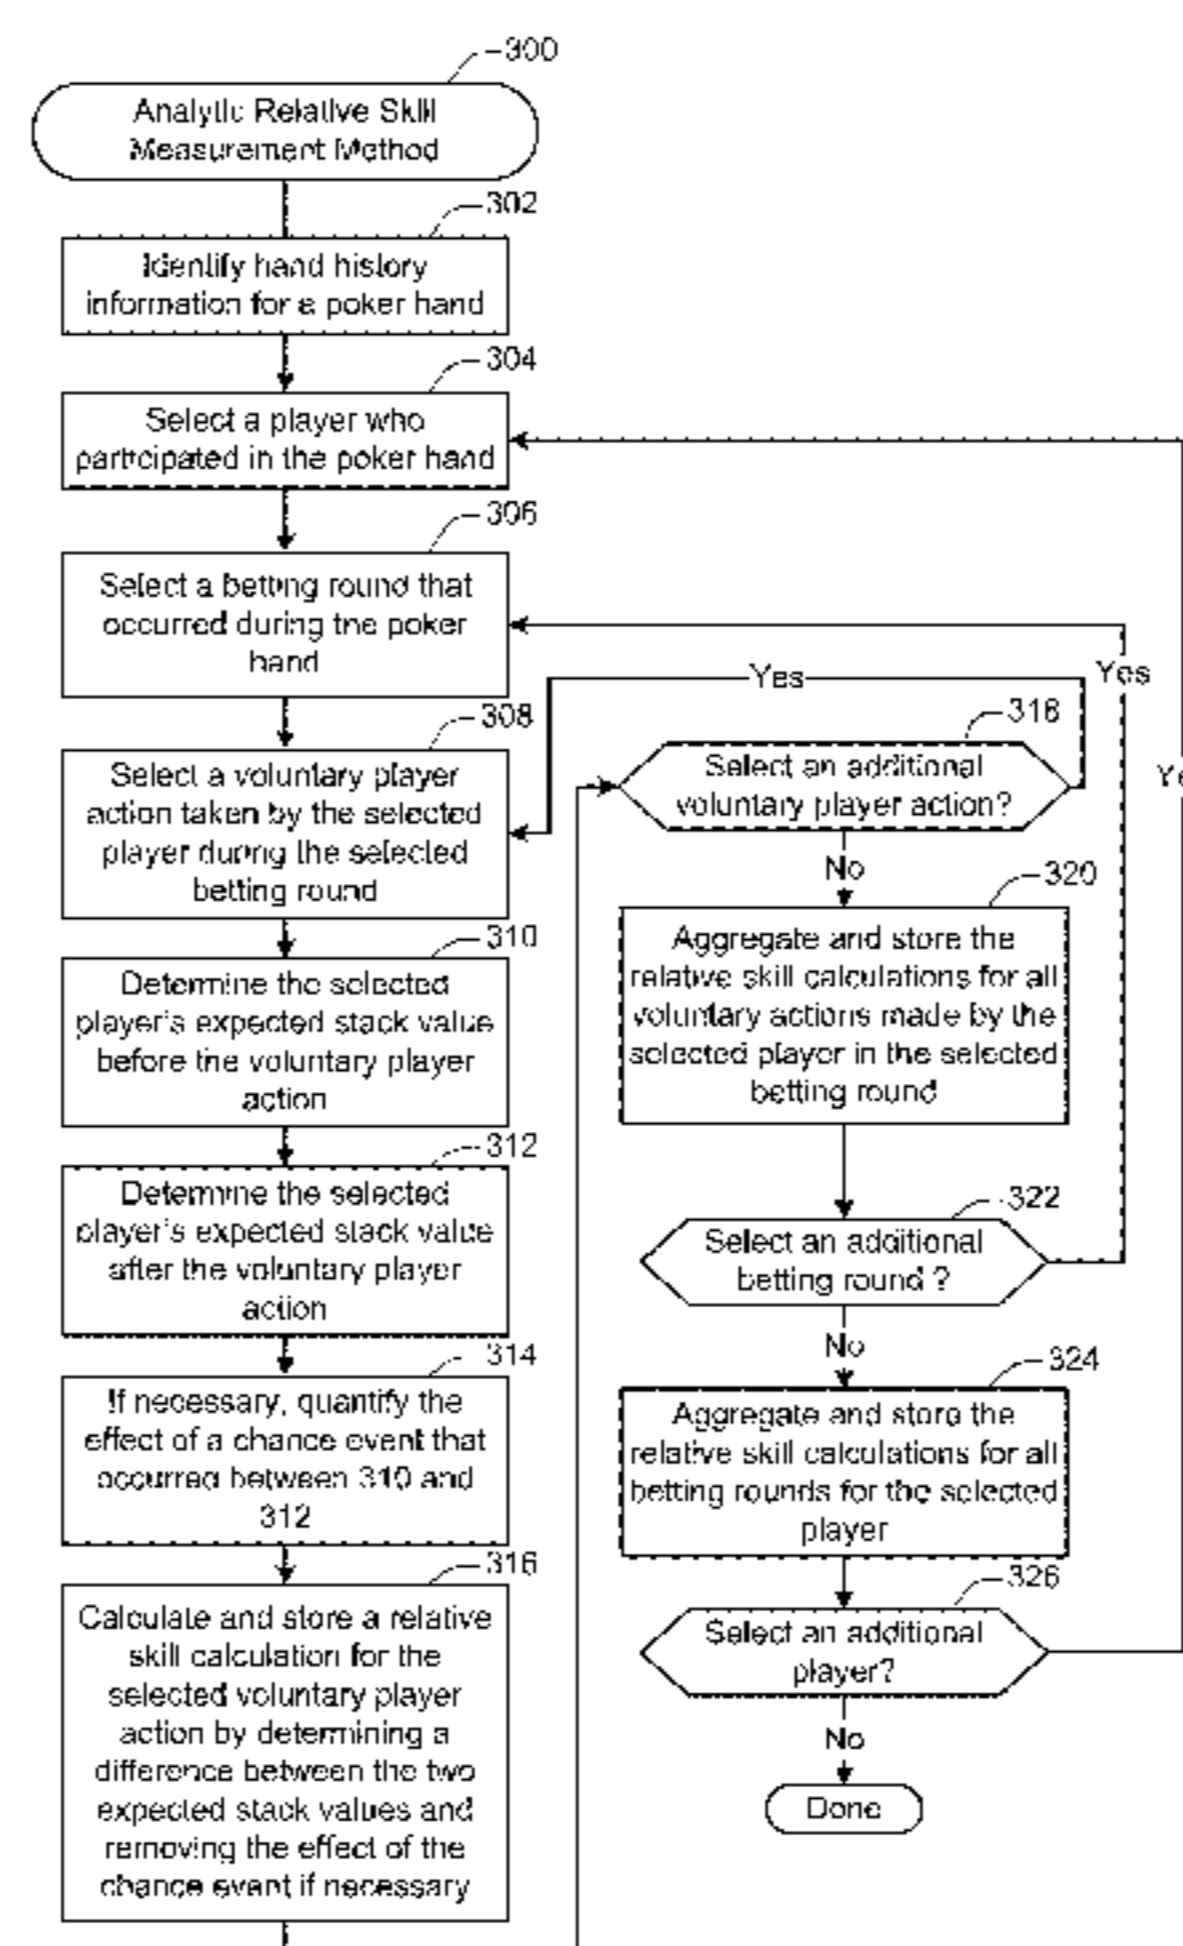 300
Analytic Relative Skill
Measurement Method
302
Identify hand history
information for a poker hand
304
Select a player who
participated in the poker hand
306
Select a betting round that
occurred during the poker
hand
308
Select a voluntary player
action taken by the selected
player during the selected
betting round
310
Determine the selected
player's expected stack value
before the voluntary player
action
312
Determine the selected
player's expected stack value
after the voluntary player
action
314
If necessary, quantify the
effect of a chance event that
occurred between 310 and
312
316
Calculate and store a relative
skill calculation for the
selected voluntary player
action by determining a
difference between the two
expected stack values and
removing the effect of the
chance event if necessary
Yes
Yes
318
Select an additional
voluntary player action?
No
320
Aggregate and store the
relative skill calculations for all
voluntary actions made by the
selected player in the selected
betting round
322
Select an additional
betting round ?
No
324
Aggregate and store the
relative skill calculations for all
betting rounds for the selected
player
326
Select an additional
player?
No
Done